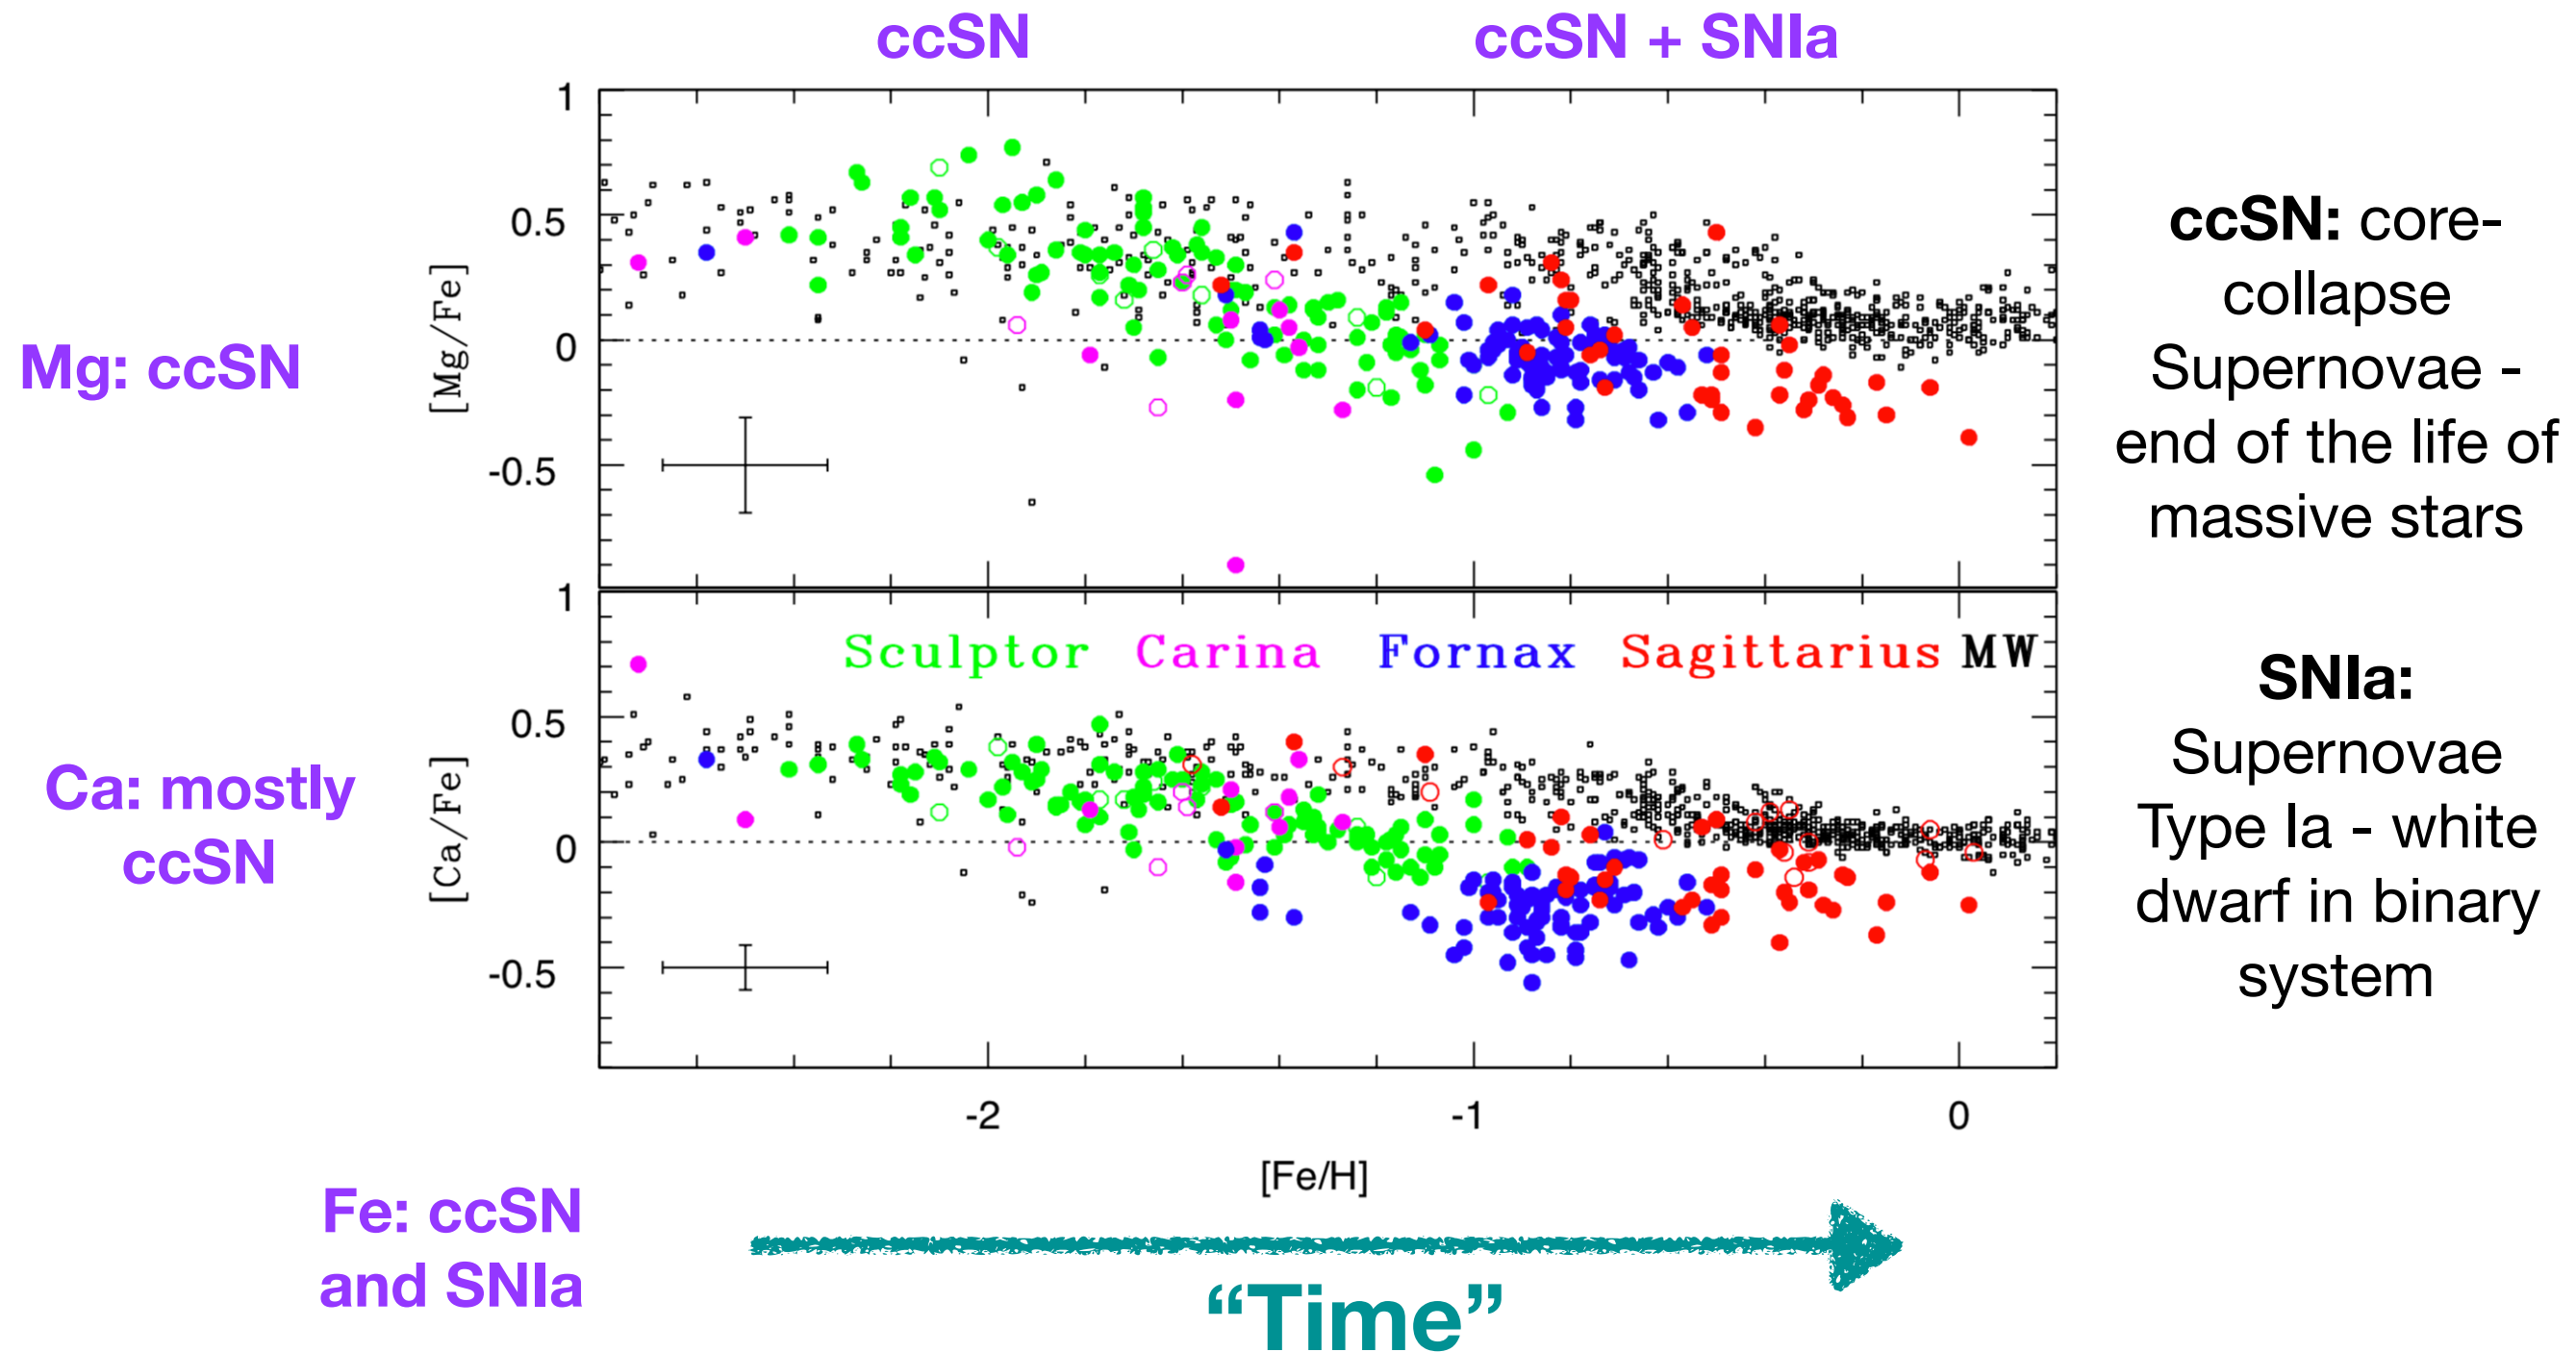 ccSN
ccSN + SNIa
1
0.5
0
-0.5
[Mg/Fe]
Mg: ccSN
ccSN: core-
collapse
Supernovae -
end of the life of
massive stars
1
0.5
0
-0.5
[Ca/Fe]
Sculptor Carina Fornax Sagittarius MW
Ca: mostly
ccSN
SNIa:
Supernovae
Type Ia - white
dwarf in binary
system
-2
-1
0
[Fe/H]
Fe: ccSN
and SNIa
“Time”